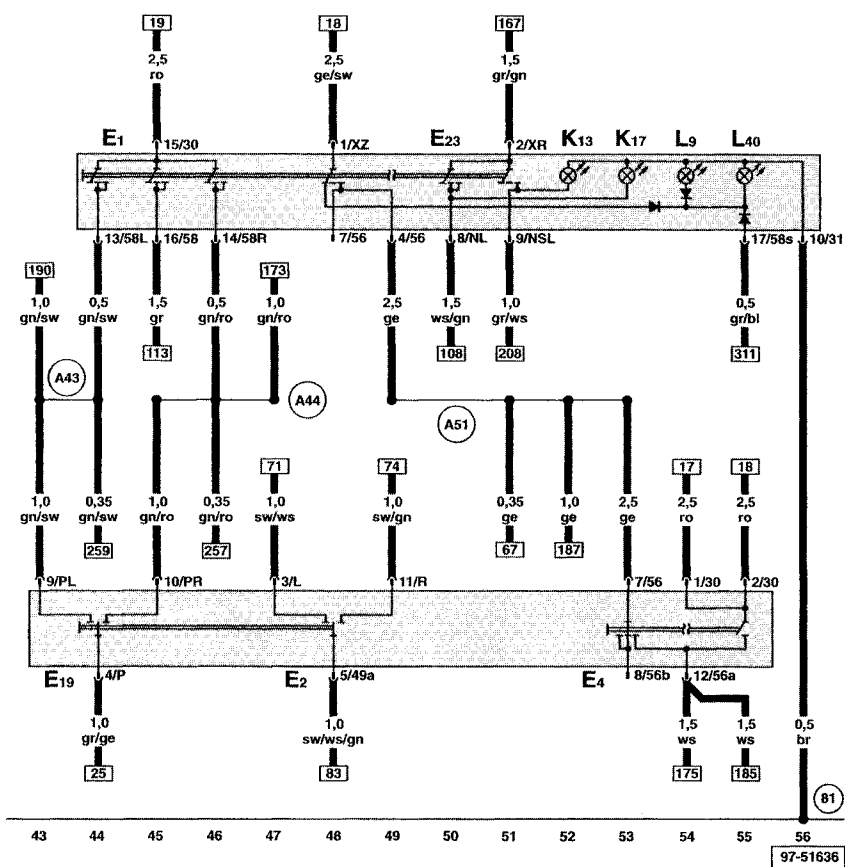 19 18 167
2,5 2,5 1,5
ro ge/sw gr/gn
E1 15/30 1/XZ E23 2/XR K13 K17 L9 L40
13/58L 16/58 14/58R 7/56 4/56 8/NL 9/NSL 17/58s 10/31
190 173
1,0 0,5 1,5 0,5 1,0 2,5 1,5 1,0 0,5
gn/sw gn/sw gr gn/ro gn/ro ge ws/gn gr/ws gr/bl
113 108 208 311
A43 A44 A51
71 74 17 18
1,0 0,35 1,0 0,35 1,0 1,0 0,35 1,0 2,5 2,5 2,5
gn/sw gn/sw gn/ro gn/ro sw/ws sw/gn ge ge ge ro ro
259 257 67 187
9/PL 10/PR 3/L 11/R 7/56 1/30 2/30
E19 4/P E2 5/49a E4 8/56b 12/56a
1,0 1,0 1,5 1,5 0,5
gr/ge sw/ws/gn ws ws br
25 83 175 185
81
43 44 45 46 47 48 49 50 51 52 53 54 55 56
97-51636